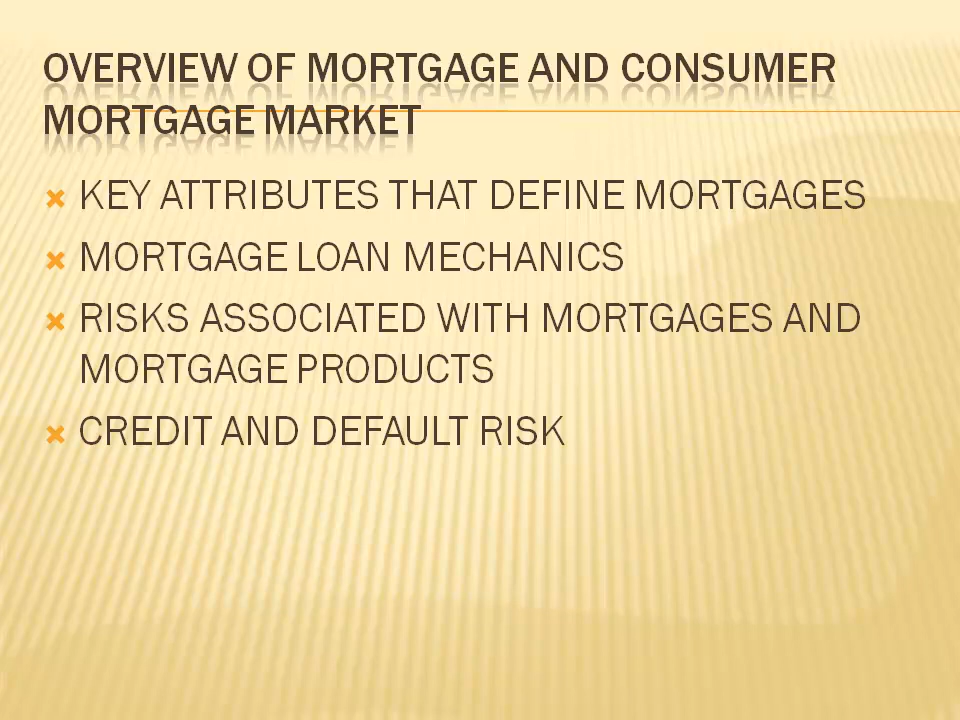 OVERVIEW OF MORTGAGE AND CONSUMER
MORTGAGE MARKET
KEY ATTRIBUTES THAT DEFINE MORTGAGES
MORTGAGE LOAN MECHANICS
RISKS ASSOCIATED WITH MORTGAGES AND
MORTGAGE PRODUCTS
CREDIT AND DEFAULT RISK